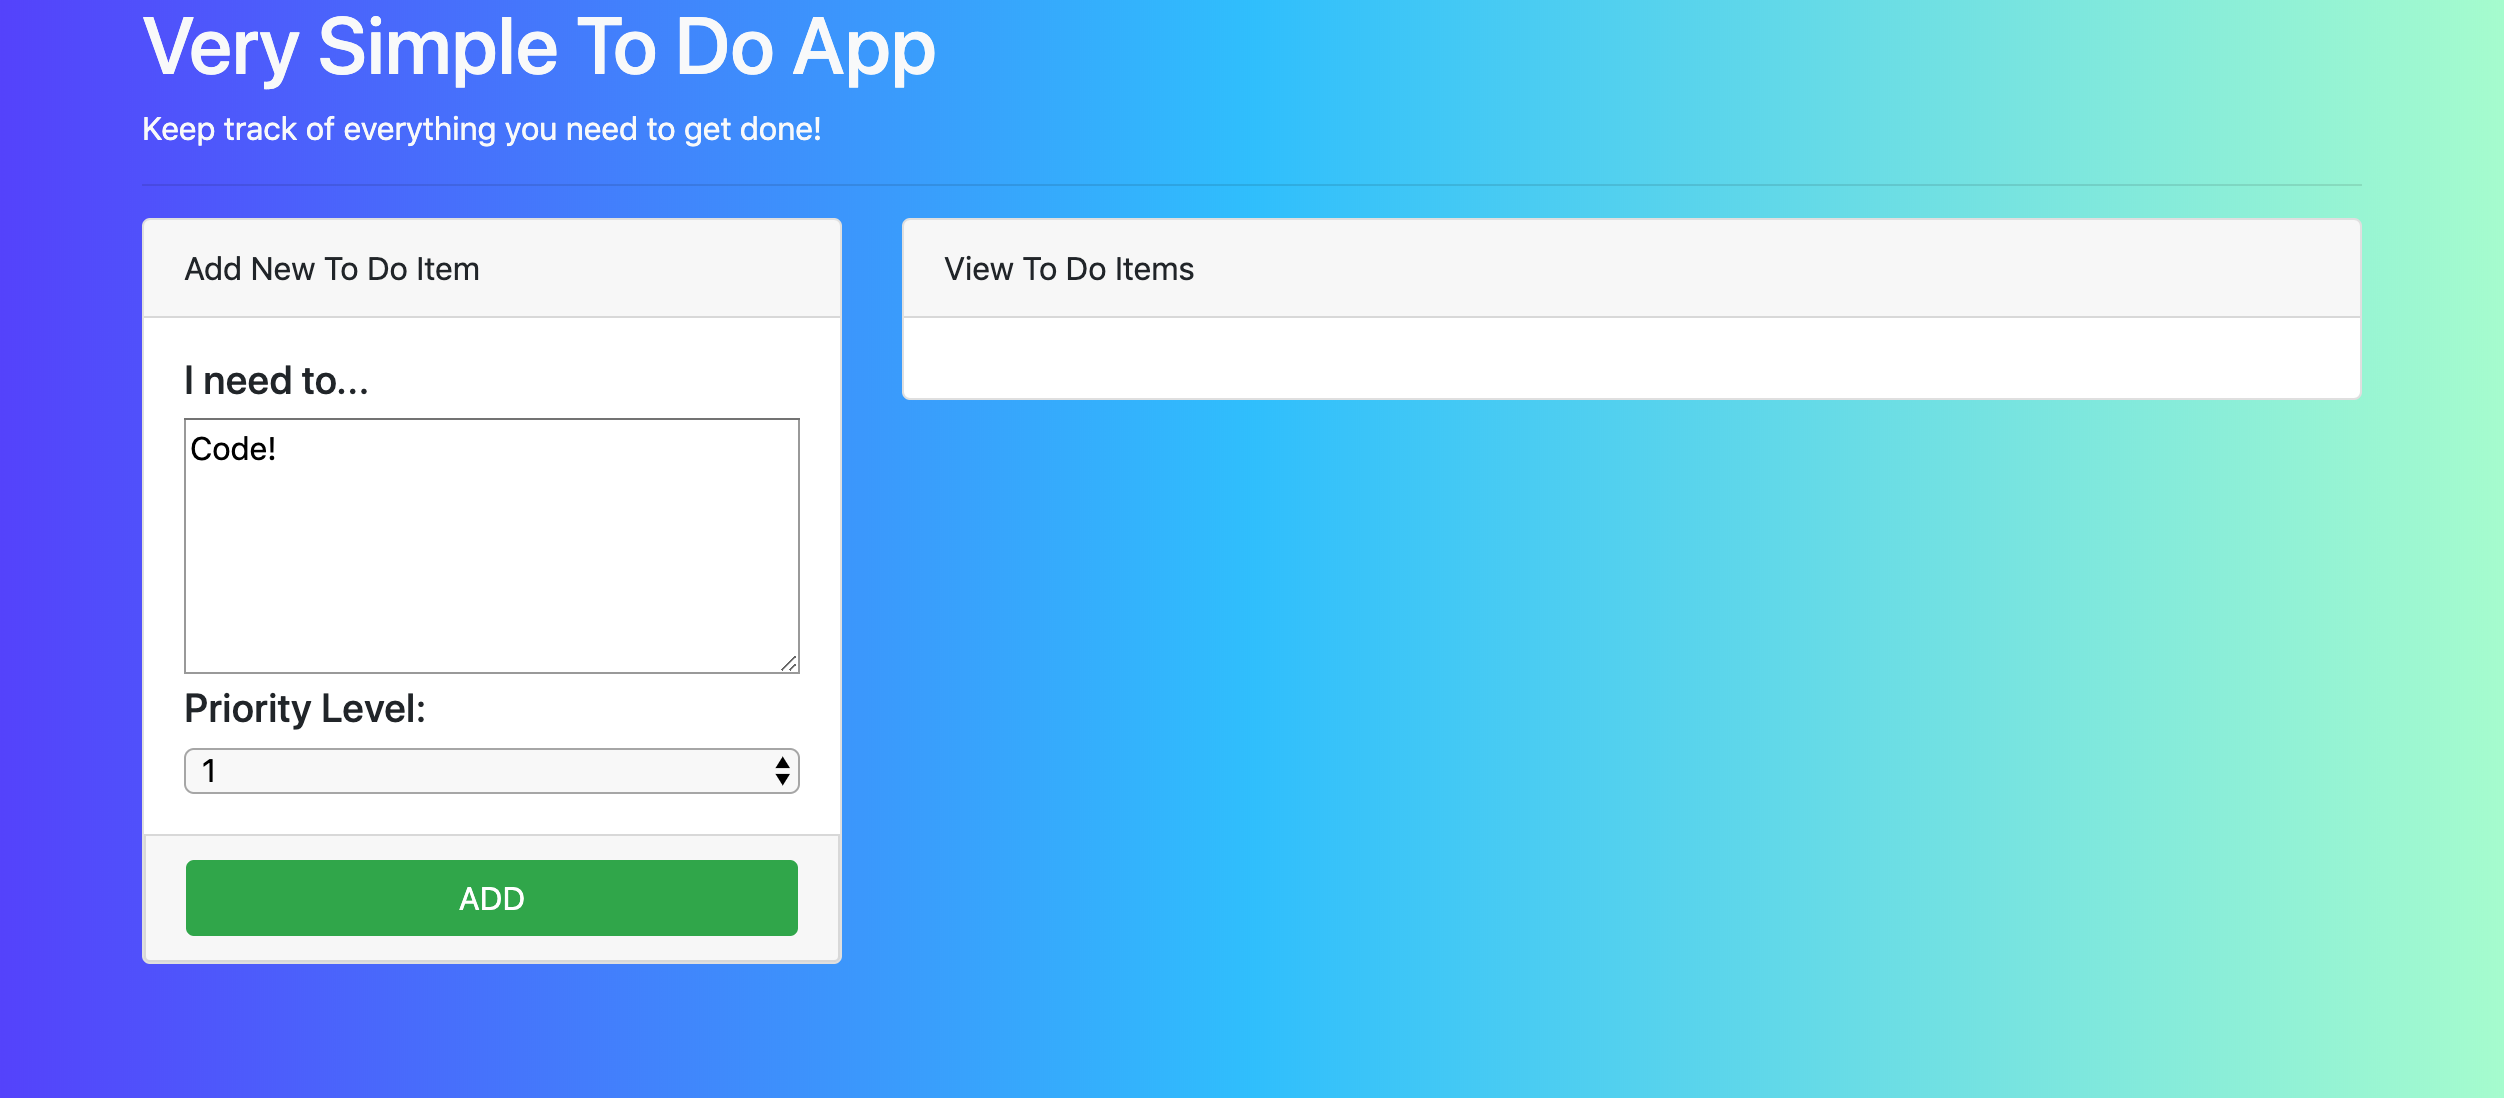 Very Simple To Do App
Keep track of everything you need to get done!
Add New To Do Item
View To Do Items
I need to...
Code!
Priority Level:
1
ADD